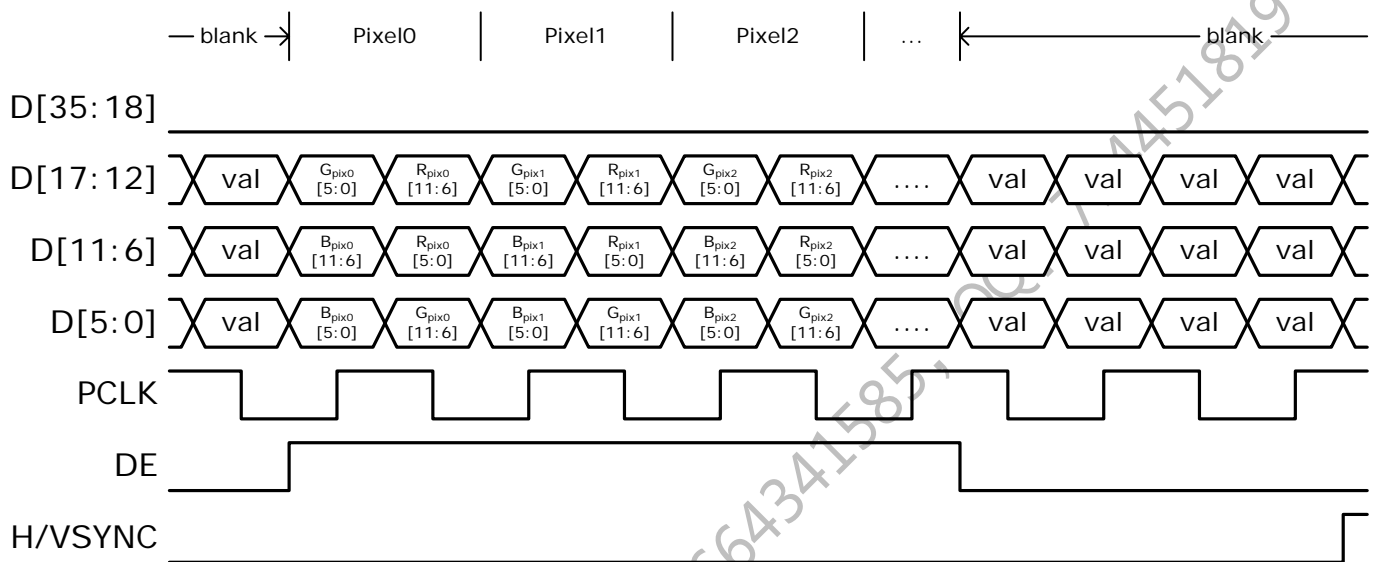 blank Pixel0 Pixel1 Pixel2 ... blank
D[35:18]
D[17:12] val Gpix0 [5:0] Rpix0 [11:6] Gpix1 [5:0] Rpix1 [11:6] Gpix2 [5:0] Rpix2 [11:6] .... val val val val
D[11:6] val Bpix0 [11:6] Rpix0 [5:0] Bpix1 [11:6] Rpix1 [5:0] Bpix2 [11:6] Rpix2 [5:0] .... val val val val
D[5:0] val Bpix0 [5:0] Gpix0 [11:6] Bpix1 [5:0] Gpix1 [11:6] Bpix2 [5:0] Gpix2 [11:6] .... val val val val
PCLK
DE
H/VSYNC